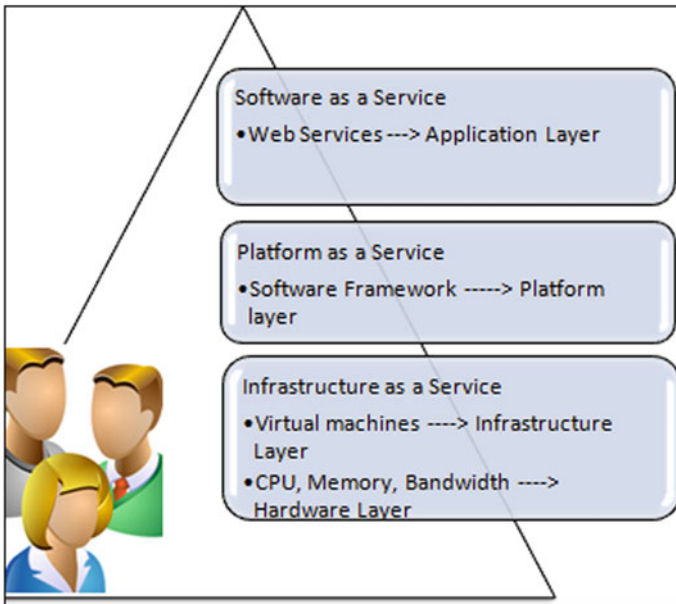 Software as a Service
•Web Services ---> Application Layer
Platform as a Service
•Software Framework -----> Platform
layer
Infrastructure as a Service
•Virtual machines ----> Infrastructure
Layer
•CPU, Memory, Bandwidth ---->
Hardware Layer